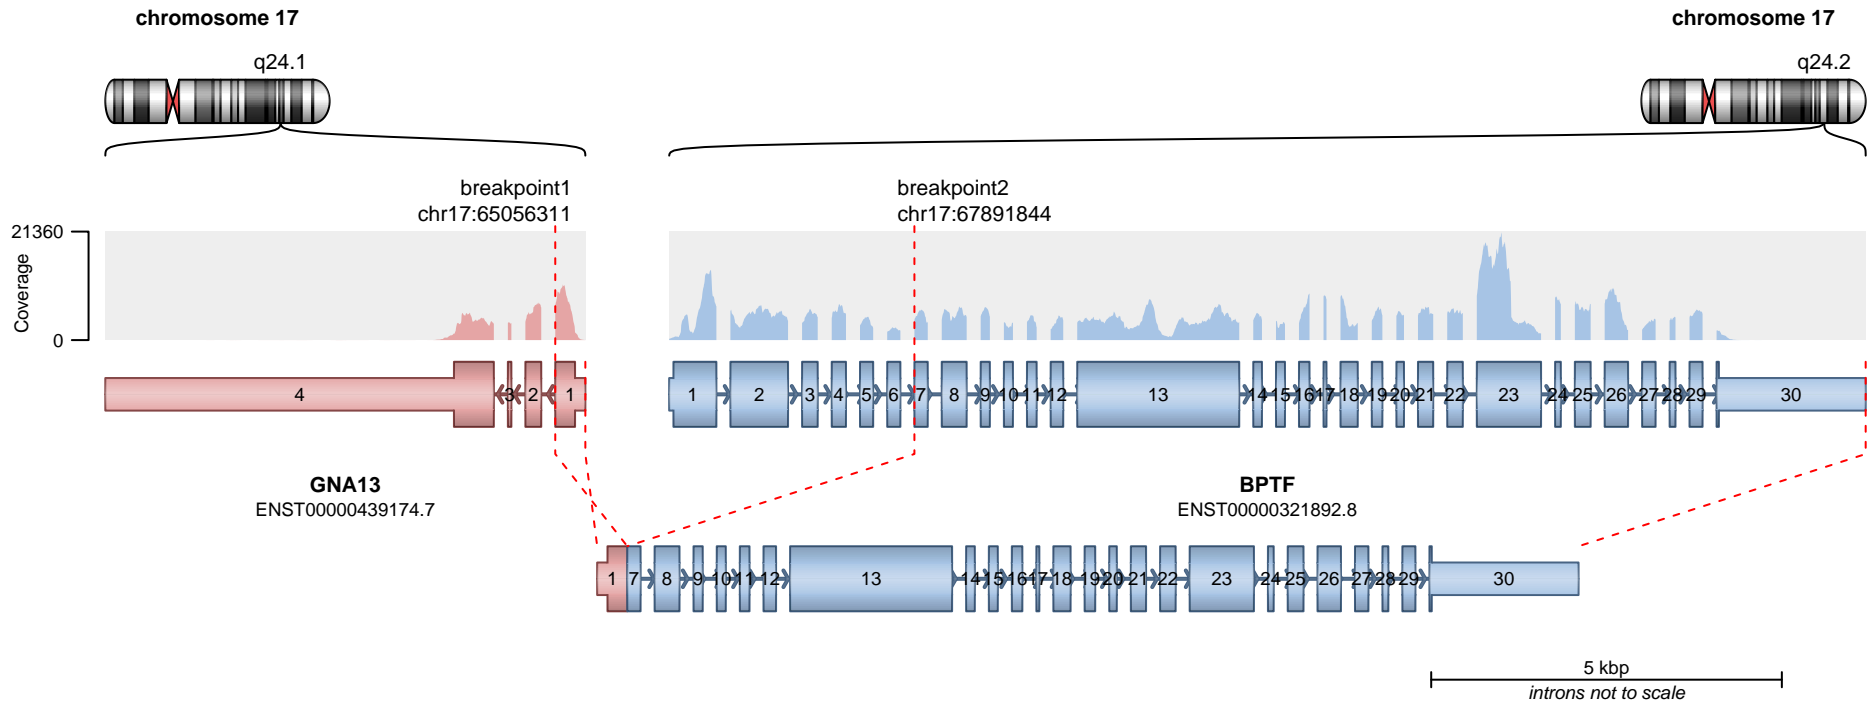 chromosome 17
chromosome 17
q24.1
q24.2
breakpoint1
chr17:65056311
breakpoint2
chr17:67891844
21360
Coverage
0
4 3 2 1
1 2 3 4 5 6 7 8 9 10 11 12 13 14 15 16 17 18 19 20 21 22 23 24 25 26 27 28 29 30
GNA13
ENST00000439174.7
BPTF
ENST00000321892.8
1 7 8 9 10 11 12 13 14 15 16 17 18 19 20 21 22 23 24 25 26 27 28 29 30
5 kbp
introns not to scale